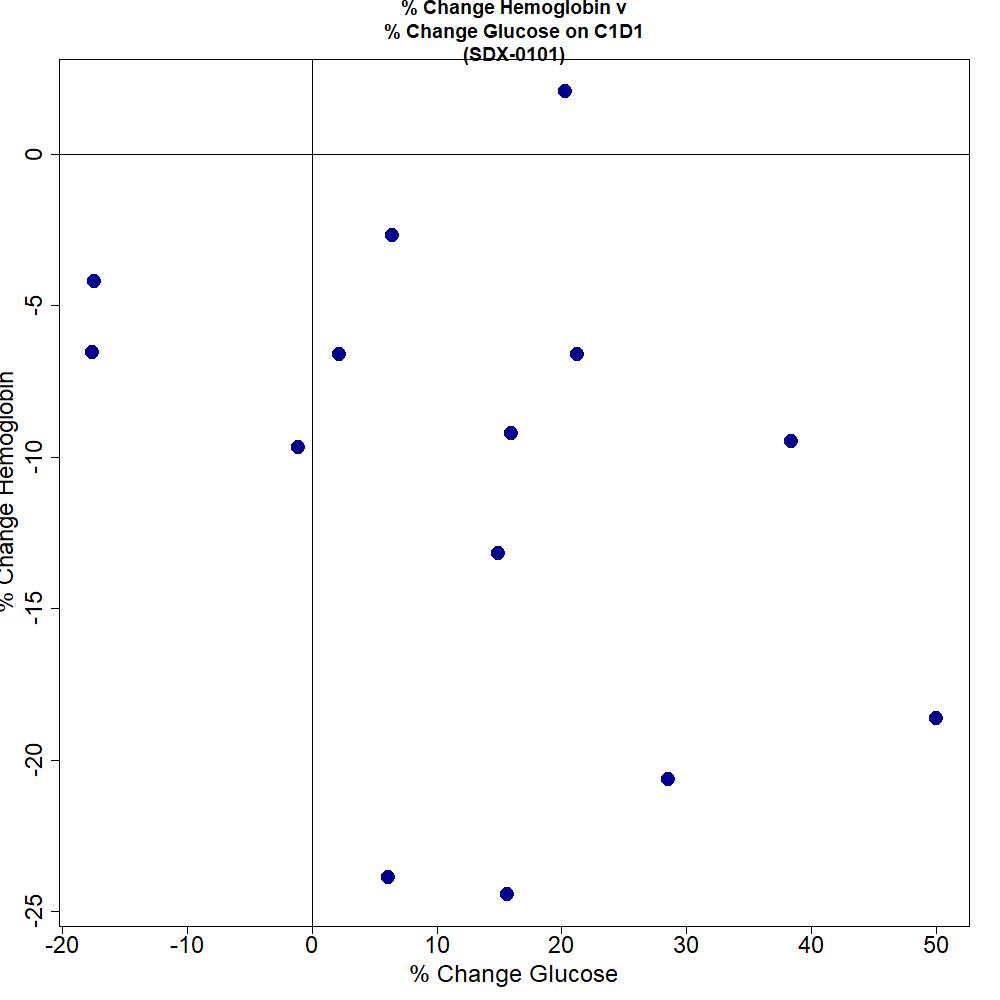 % Change Hemoglobin v
% Change Glucose on C1D1
(SDX-0101)
0
-5
-10
-15
-20
-25
% Change Hemoglobin
-20 -10 0 10 20 30 40 50
% Change Glucose